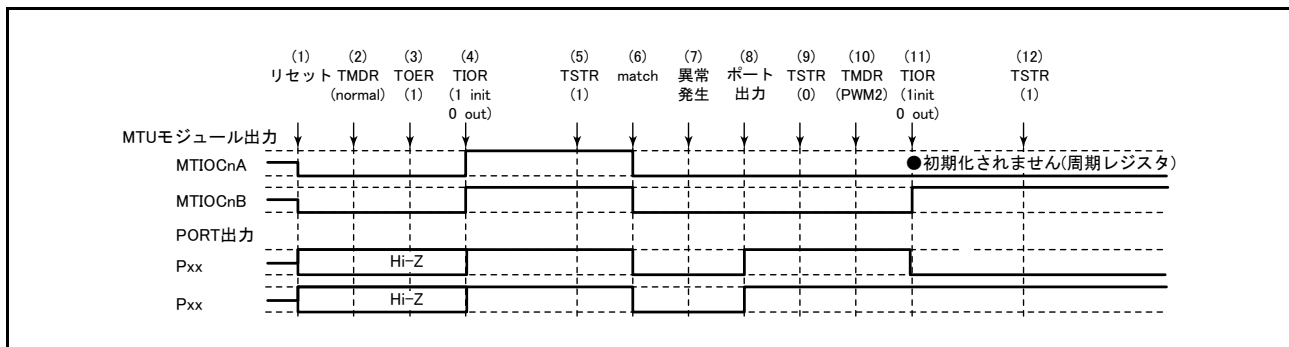 (1) (2) (3) (4) (5) (6) (7) (8) (9) (10) (11) (12)
リセット TMDR TOER TIOR TSTR match 異常 ポート TSTR TMDR TIOR TSTR
(normal) (1) (1 init (1) 発生 出力 (0) (PWM2) (1init (1)
0 out) 0 out)
MTUモジュール出力
MTIOCnA ●初期化されません(周期レジスタ)
MTIOCnB
PORT出力
Pxx Hi-Z
Pxx Hi-Z